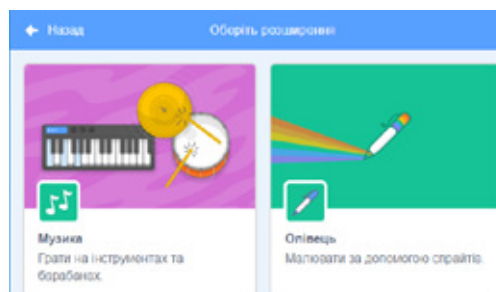 Назад
Оберіть розширення
Музика
Грати на інструментах та
барабанах.
Олівець
Малювати за допомогою спрайтів.